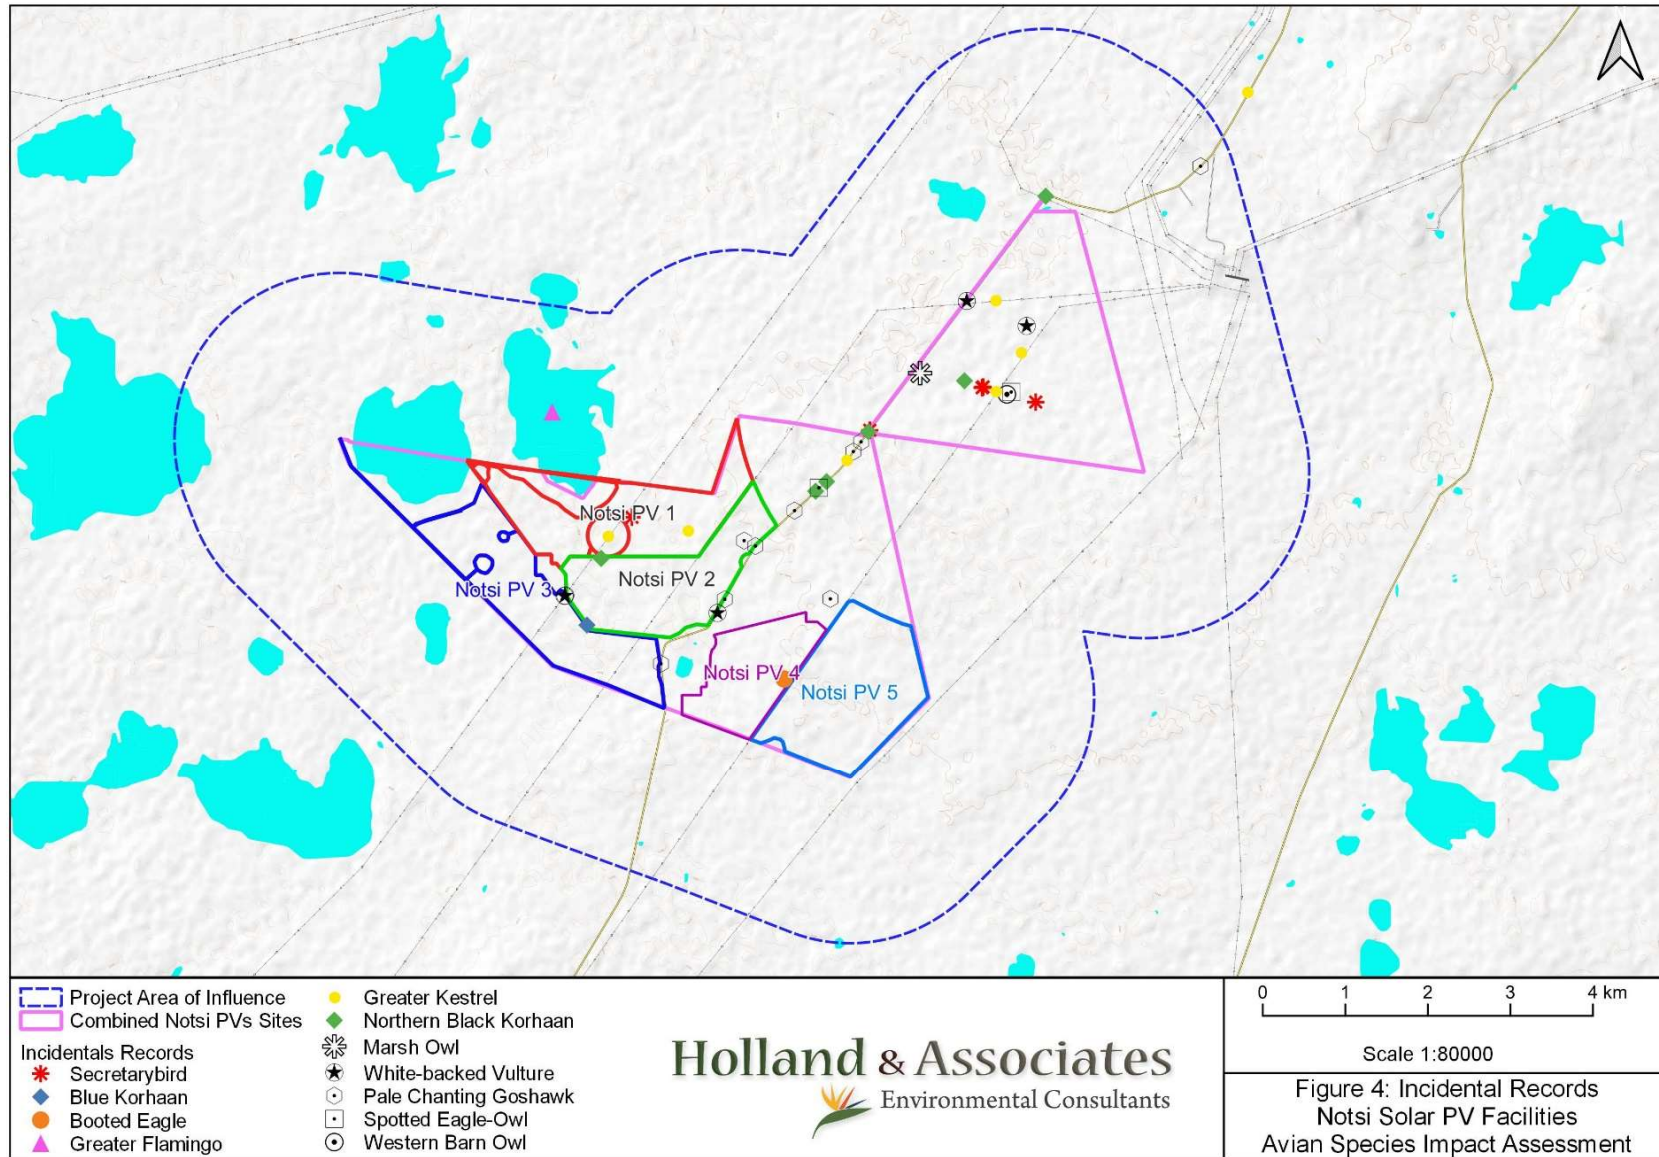 Notsi PV 1
Notsi PV 2
Notsi PV 3
Notsi PV 4
Notsi PV 5
Project Area of Influence
Combined Notsi PVs Sites
Incidentals Records
Secretarybird
Blue Korhaan
Booted Eagle
Greater Flamingo
Greater Kestrel
Northern Black Korhaan
Marsh Owl
White-backed Vulture
Pale Chanting Goshawk
Spotted Eagle-Owl
Western Barn Owl
Holland & Associates
Environmental Consultants
0 1 2 3 4 km
Scale 1:80000
Figure 4: Incidental Records
Notsi Solar PV Facilities
Avian Species Impact Assessment